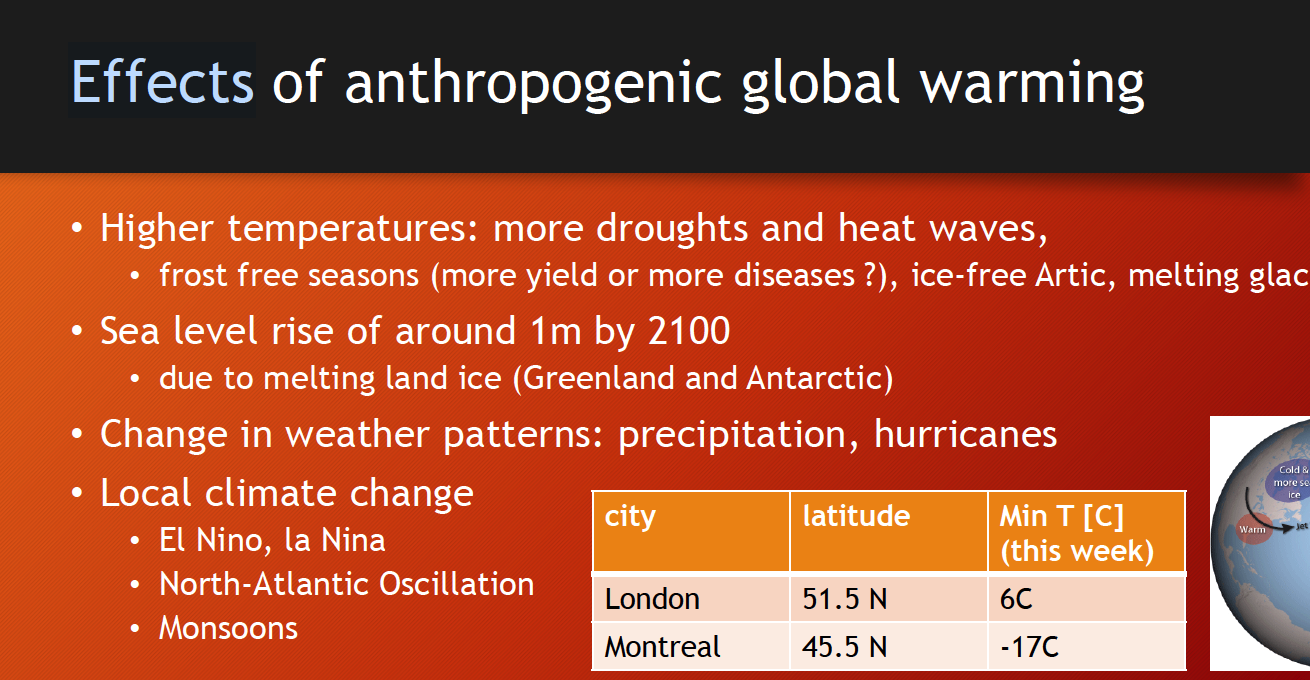 Effects of anthropogenic global warming
• Higher temperatures: more droughts and heat waves,
• frost free seasons (more yield or more diseases ?), ice-free Artic, melting glac
• Sea level rise of around 1m by 2100
• due to melting land ice (Greenland and Antarctic)
• Change in weather patterns: precipitation, hurricanes
• Local climate change
• El Nino, la Nina
• North-Atlantic Oscillation
• Monsoons
city latitude Min T [C]
(this week)
London 51.5 N 6C
Montreal 45.5 N -17C
Cold &
more se
ice
Warm
Jet